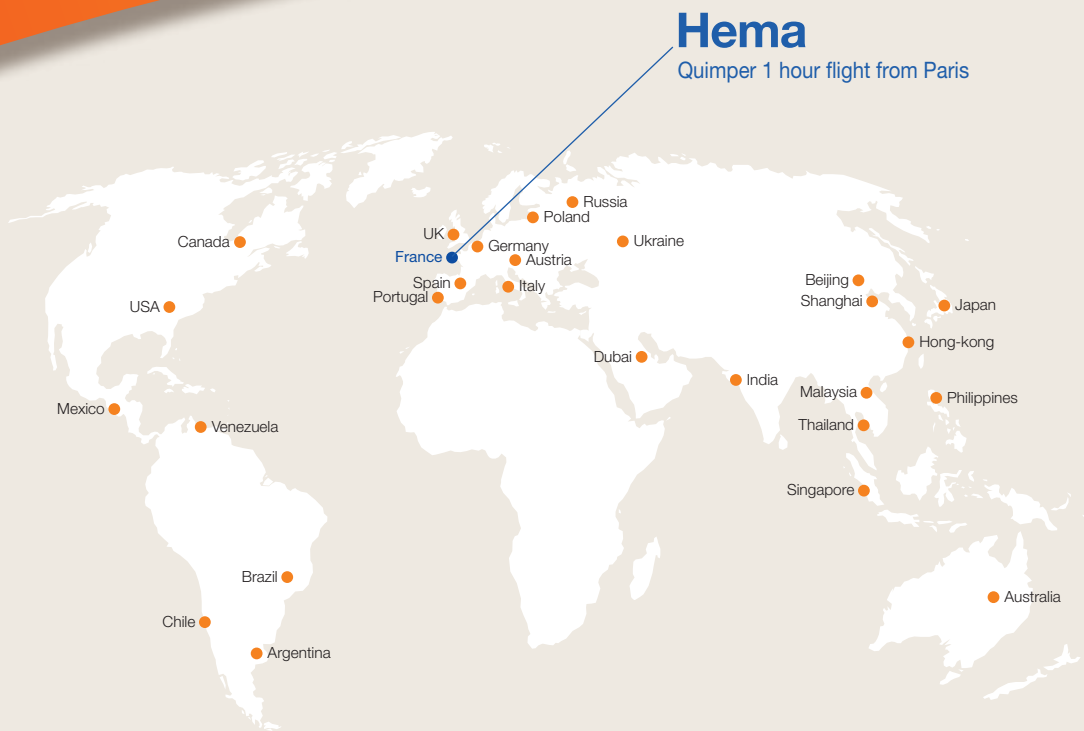 Hema
Quimper 1 hour flight from Paris
Russia
Poland
UK
Ukraine
Canada
Germany
France
Austria
Beijing
Spain
Italy
Portugal
Shanghai
Japan
USA
Hong-kong
Dubai
India
Malaysia
Philippines
Mexico
Thailand
Venezuela
Singapore
Brazil
Australia
Chile
Argentina